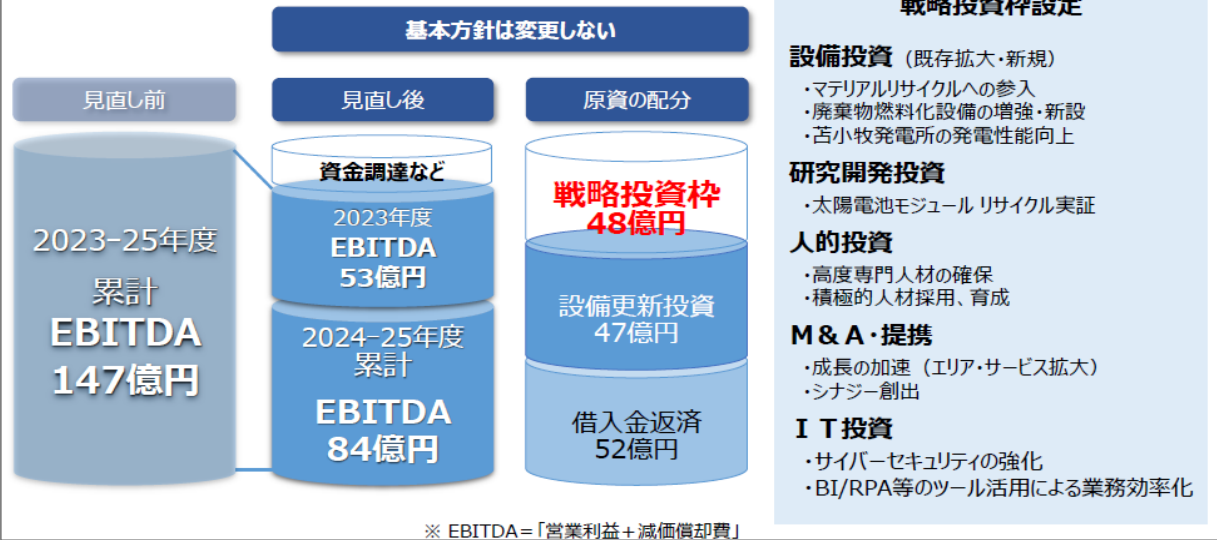 基本方針は変更しない
見直し前
見直し後
原資の配分
2023-25年度
累計
EBITDA
147億円
資金調達など
2023年度
EBITDA
53億円
2024-25年度
累計
EBITDA
84億円
戦略投資枠
48億円
設備更新投資
47億円
借入金返済
52億円
※ EBITDA=「営業利益+減価償却費」
戦略投資枠設定
設備投資（既存拡大・新規）
・マテリアルリサイクルへの参入
・廃棄物燃料化設備の増強・新設
・苫小牧発電所の発電性能向上
研究開発投資
・太陽電池モジュール リサイクル実証
人的投資
・高度専門人材の確保
・積極的人材採用、育成
M＆A・提携
・成長の加速（エリア・サービス拡大）
・シナジー創出
ＩＴ投資
・サイバーセキュリティの強化
・BI/RPA等のツール活用による業務効率化